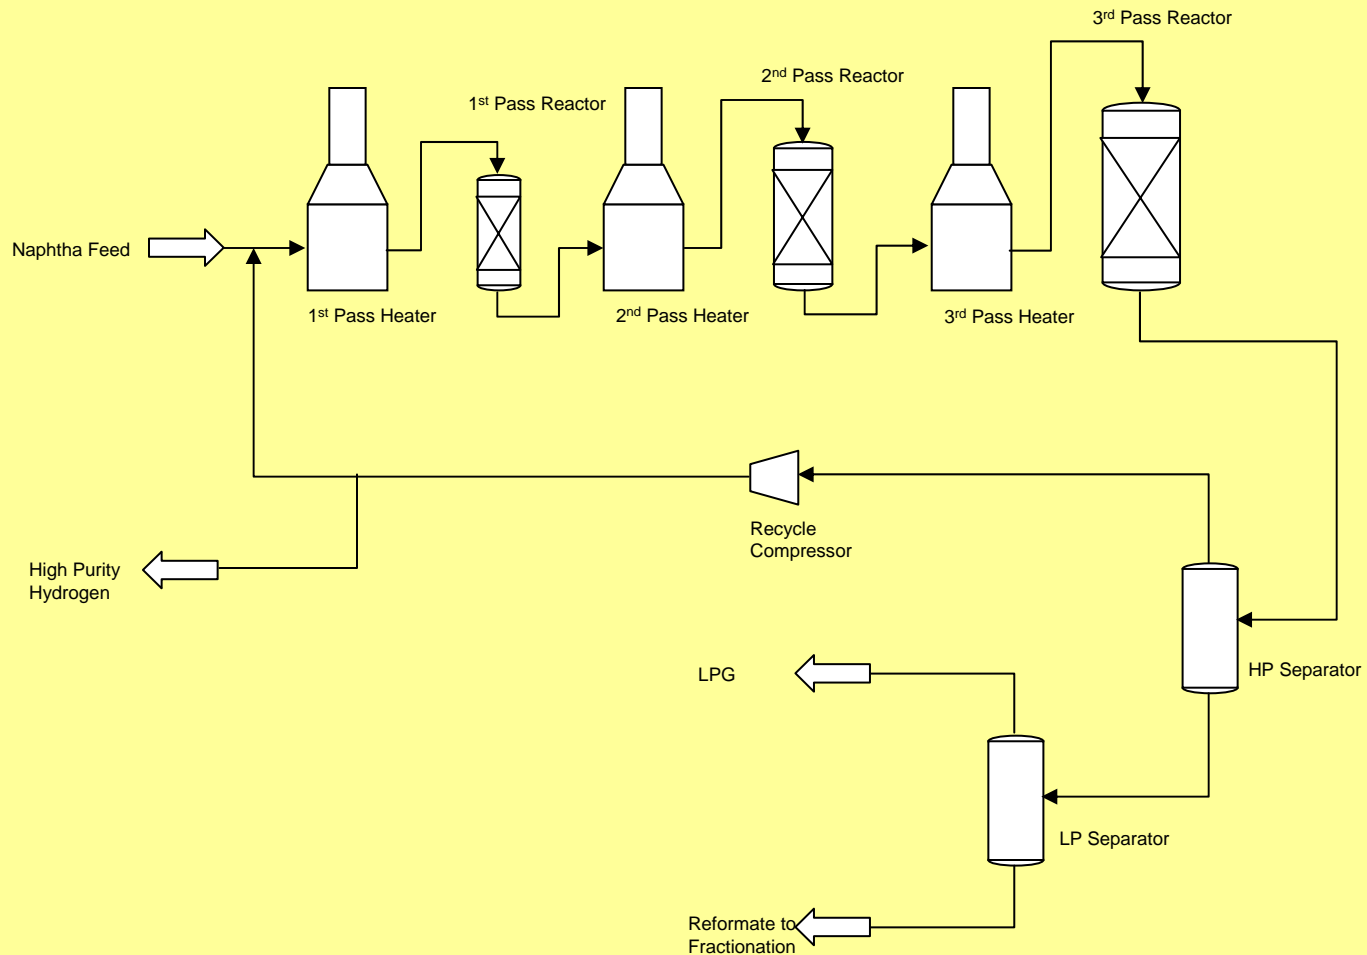 3rd Pass Reactor
2nd Pass Reactor
1st Pass Reactor
Naphtha Feed
1st Pass Heater
2nd Pass Heater
3rd Pass Heater
Recycle
Compressor
High Purity
Hydrogen
HP Separator
LPG
LP Separator
Reformate to
Fractionation